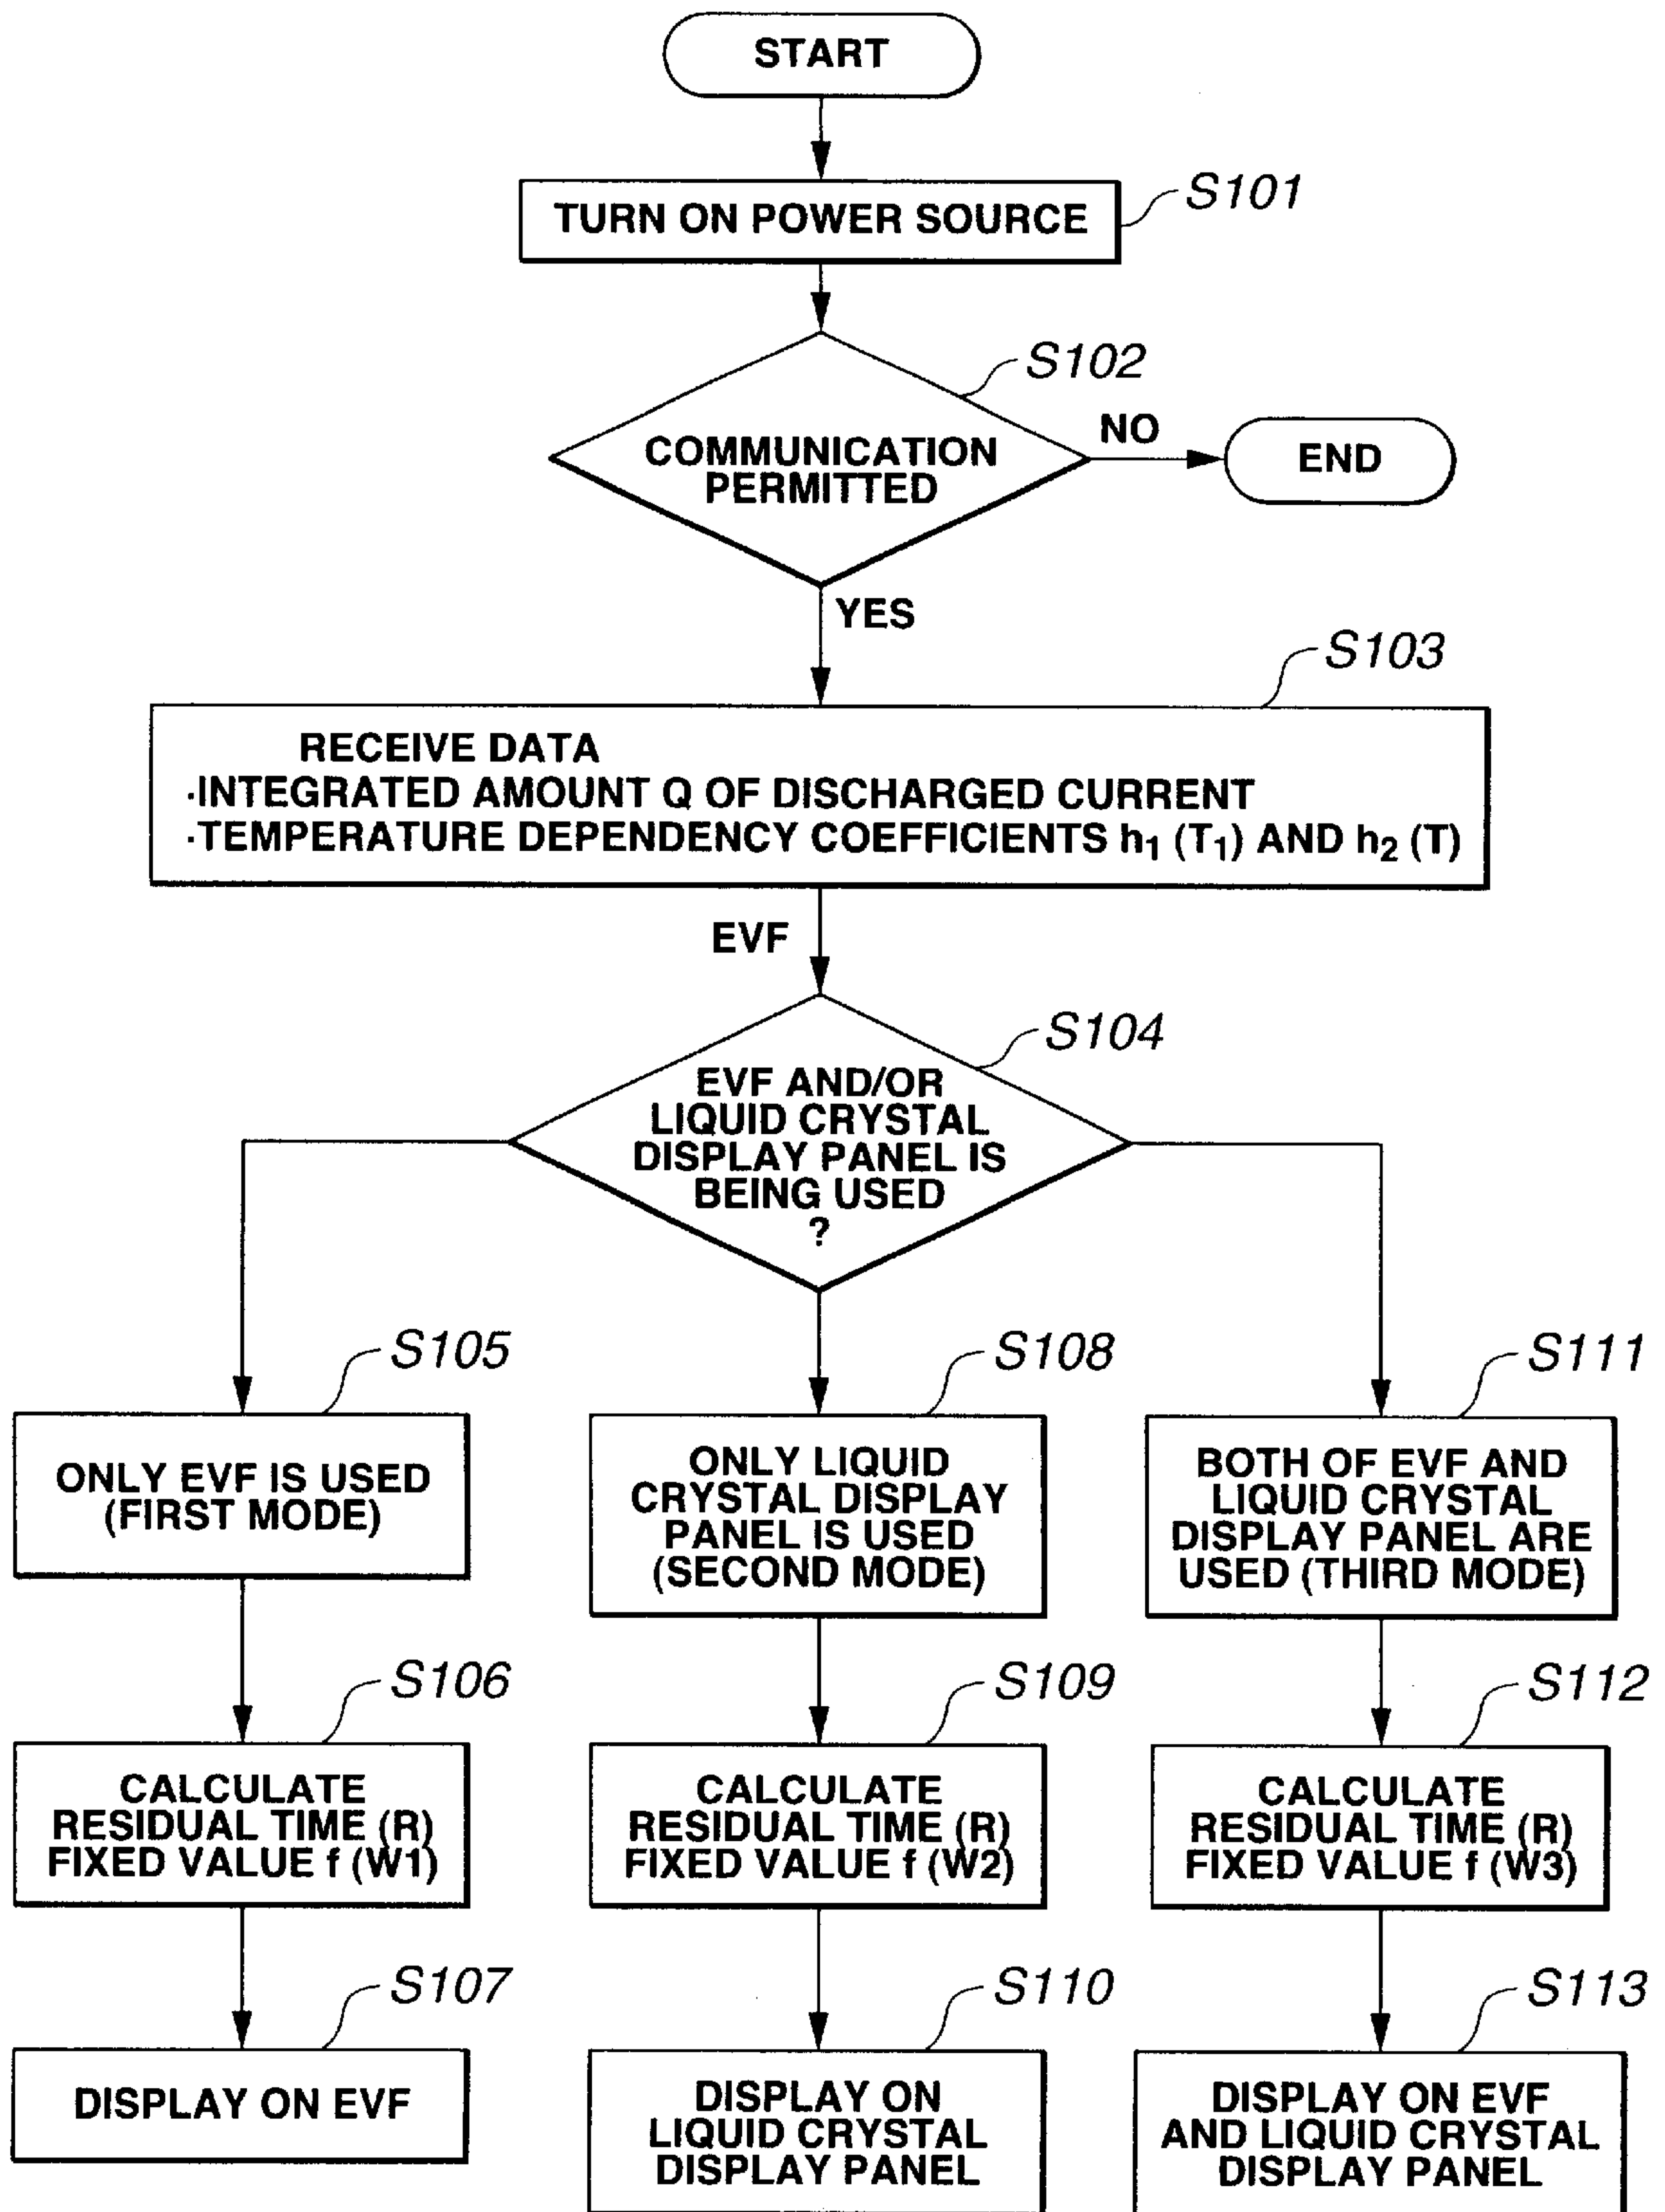 START
TURN ON POWER SOURCE
S101
S102
COMMUNICATION
PERMITTED
NO
END
YES
S103
RECEIVE DATA
·INTEGRATED AMOUNT Q OF DISCHARGED CURRENT
·TEMPERATURE DEPENDENCY COEFFICIENTS h₁ (T₁) AND h₂ (T)
EVF
S104
EVF AND/OR
LIQUID CRYSTAL
DISPLAY PANEL IS
BEING USED
?
S105
ONLY EVF IS USED
(FIRST MODE)
S108
ONLY LIQUID
CRYSTAL DISPLAY
PANEL IS USED
(SECOND MODE)
S111
BOTH OF EVF AND
LIQUID CRYSTAL
DISPLAY PANEL ARE
USED (THIRD MODE)
S106
CALCULATE
RESIDUAL TIME (R)
FIXED VALUE f (W1)
S109
CALCULATE
RESIDUAL TIME (R)
FIXED VALUE f (W2)
S112
CALCULATE
RESIDUAL TIME (R)
FIXED VALUE f (W3)
S107
DISPLAY ON EVF
S110
DISPLAY ON
LIQUID CRYSTAL
DISPLAY PANEL
S113
DISPLAY ON EVF
AND LIQUID CRYSTAL
DISPLAY PANEL